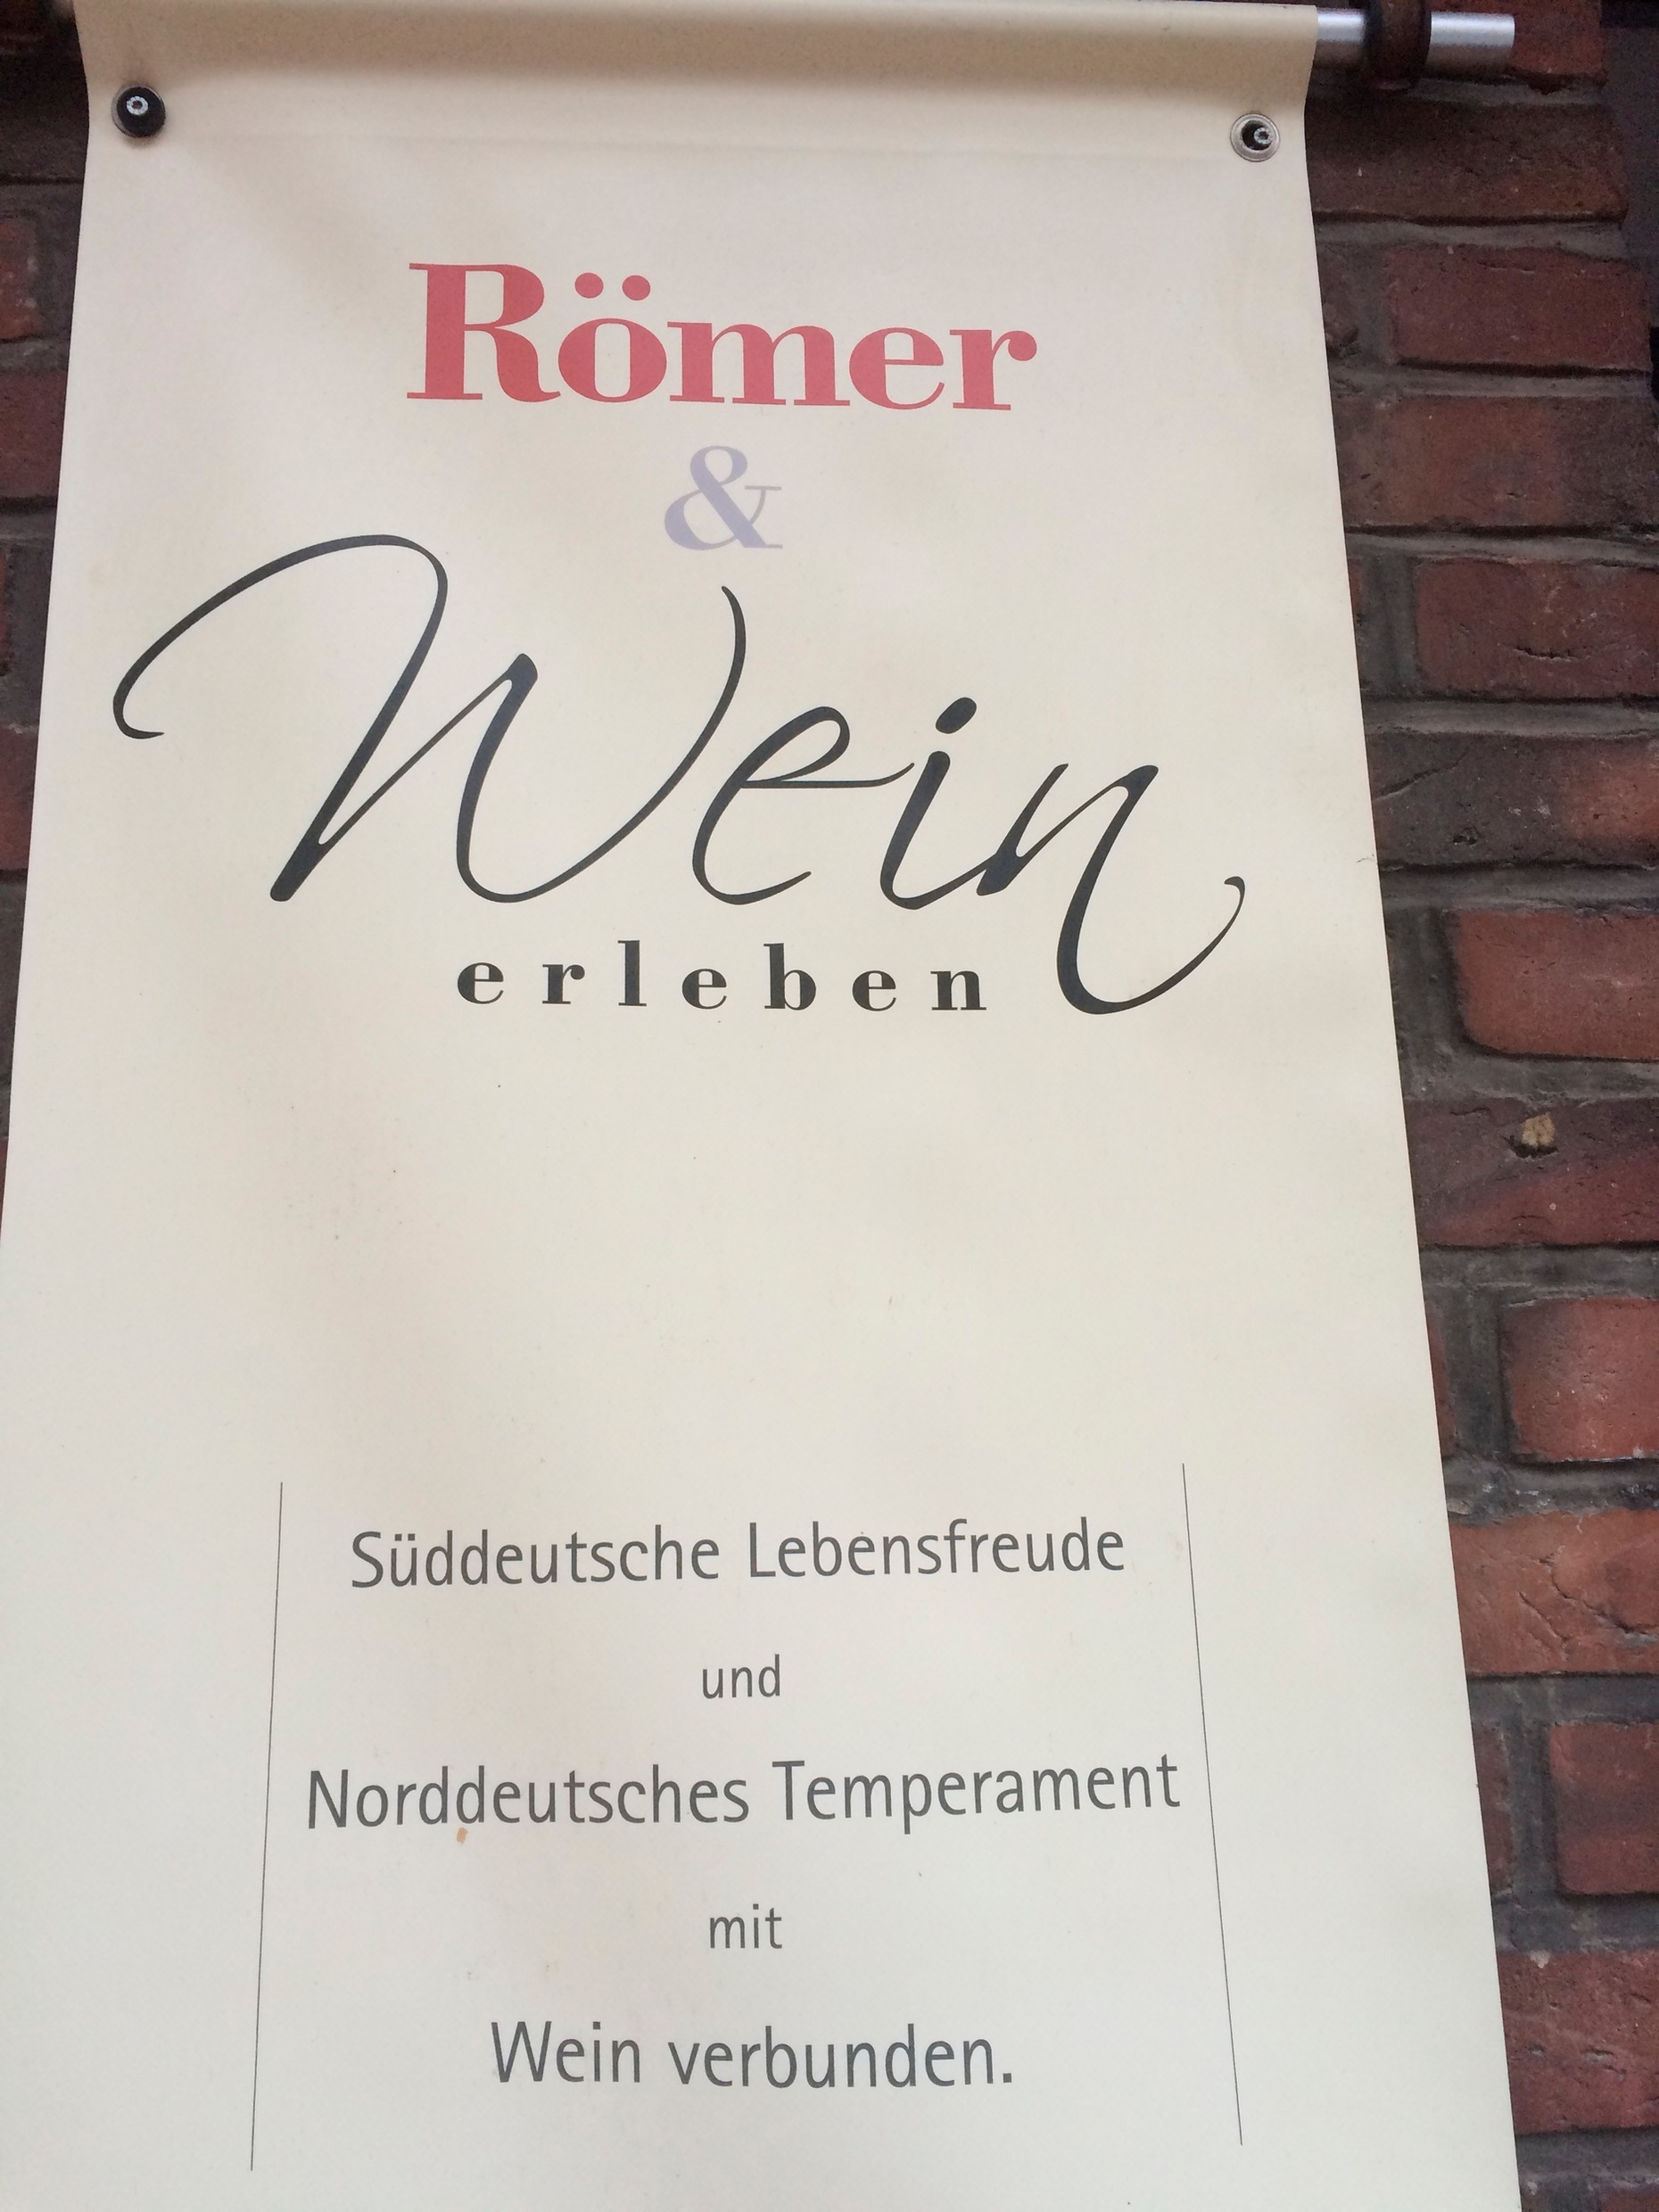 Römer
&
Wein
erleben
Süddeutsche Lebensfreude
und
Norddeutsches Temperament
mit
Wein verbunden.